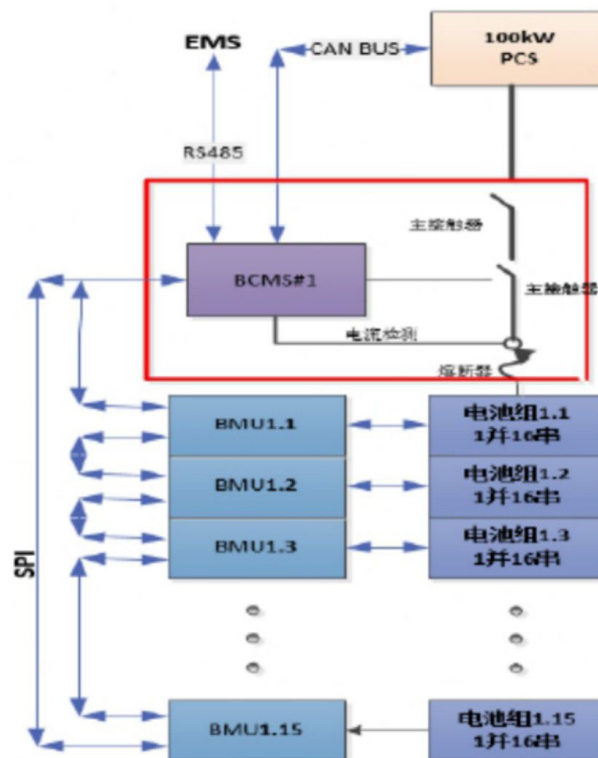 EMS
CAN BUS
100kW
PCS
RS485
主接触器
BCMS#1
主接触器
电流检测
熔断器
BMU1.1
电池组1.1
1并16串
BMU1.2
电池组1.2
1并16串
BMU1.3
电池组1.3
1并16串
SPI
BMU1.15
电池组1.15
1并16串